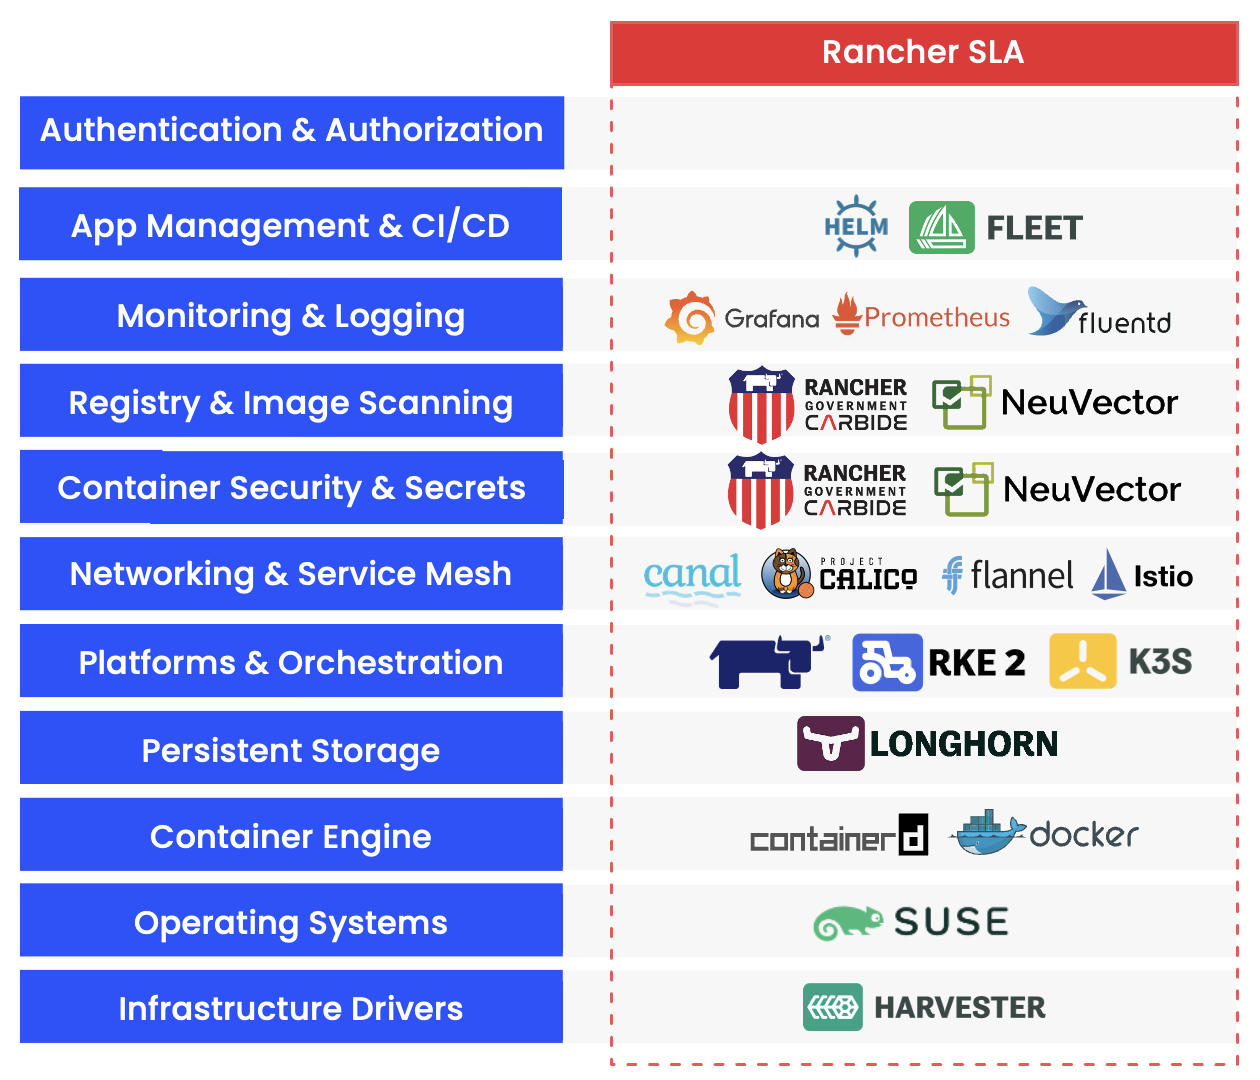 Rancher SLA
Authentication & Authorization
App Management & CI/CD
HELM
FLEET
Monitoring & Logging
Grafana
Prometheus
fluentd
Registry & Image Scanning
RANCHER
GOVERNMENT
CARBIDE
NeuVector
Container Security & Secrets
RANCHER
GOVERNMENT
CARBIDE
NeuVector
Networking & Service Mesh
canal
PROJECT
CALICO
flannel
Istio
Platforms & Orchestration
®
RKE 2
K3S
Persistent Storage
LONGHORN
Container Engine
containerd
docker
Operating Systems
SUSE
Infrastructure Drivers
HARVESTER